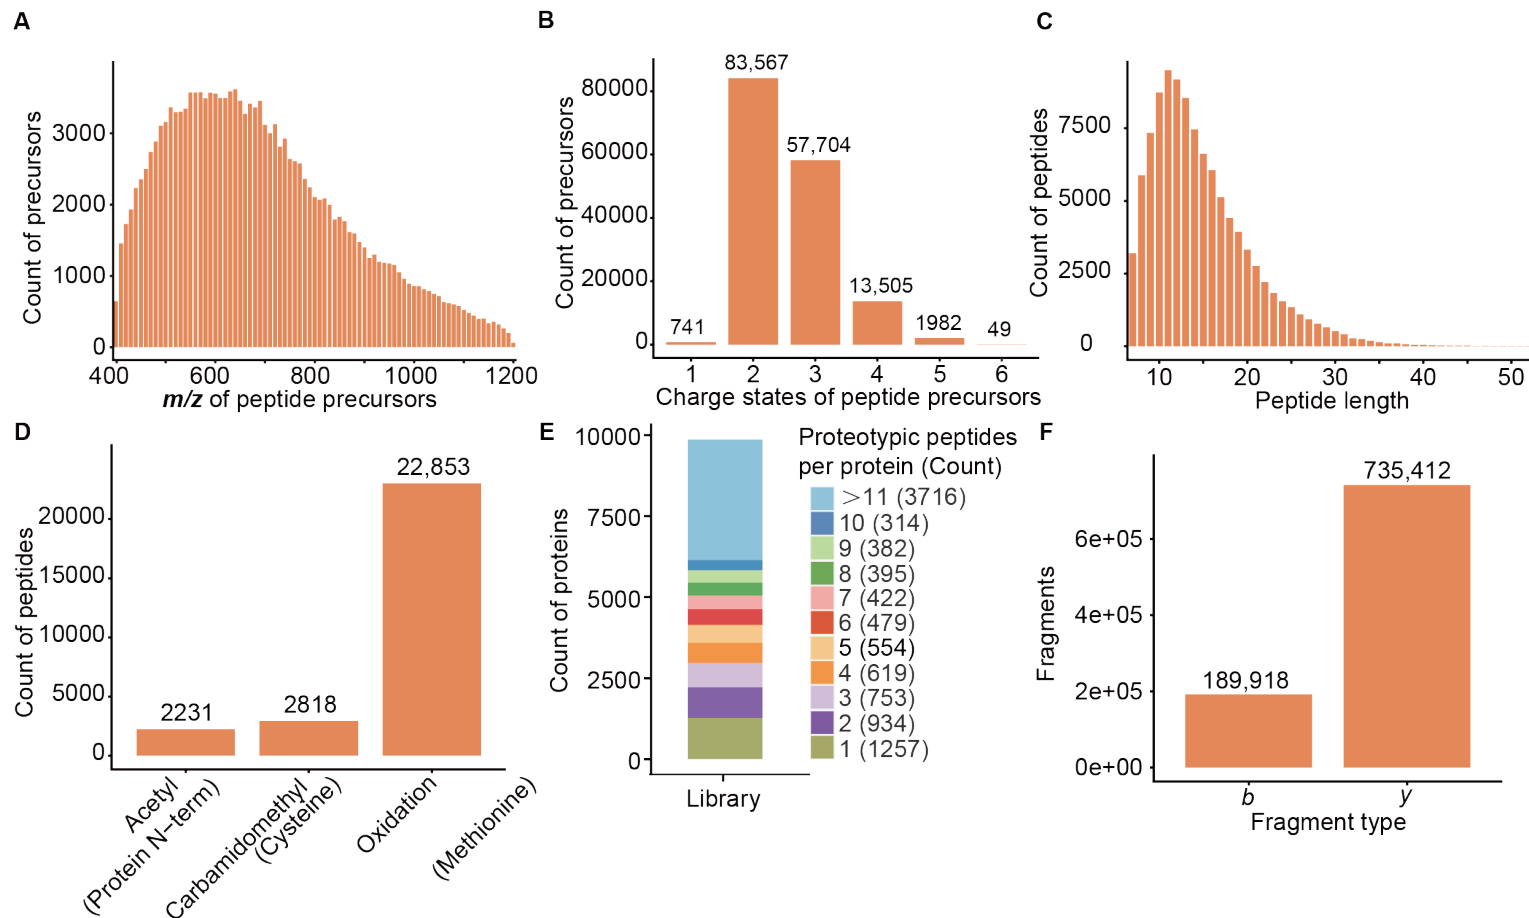 A
Count of precursors
3000
2000
1000
0
400 600 800 1000 1200
m/z of peptide precursors
B
Count of precursors
80000
60000
40000
20000
0
741
83,567
57,704
13,505
1982
49
1 2 3 4 5 6
Charge states of peptide precursors
C
Count of peptides
7500
5000
2500
0
10 20 30 40 50
Peptide length
D
Count of peptides
20000
15000
10000
5000
0
2231
2818
22,853
Acetyl
(Protein N−term)
Carbamidomethyl
(Cysteine)
Oxidation
(Methionine)
E
Count of proteins
10000
7500
5000
2500
0
Library
Proteotypic peptides
per protein (Count)
>11 (3716)
10 (314)
9 (382)
8 (395)
7 (422)
6 (479)
5 (554)
4 (619)
3 (753)
2 (934)
1 (1257)
F
Fragments
6e+05
4e+05
2e+05
0e+00
189,918
735,412
b y
Fragment type